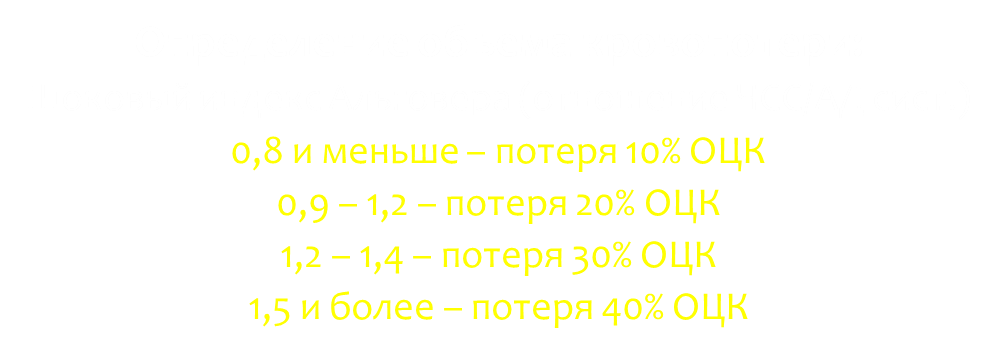 0,8 и меньше – потеря 10% ОЦК
0,9 – 1,2 – потеря 20% ОЦК
1,2 – 1,4 – потеря 30% ОЦК
1,5 и более – потеря 40% ОЦК